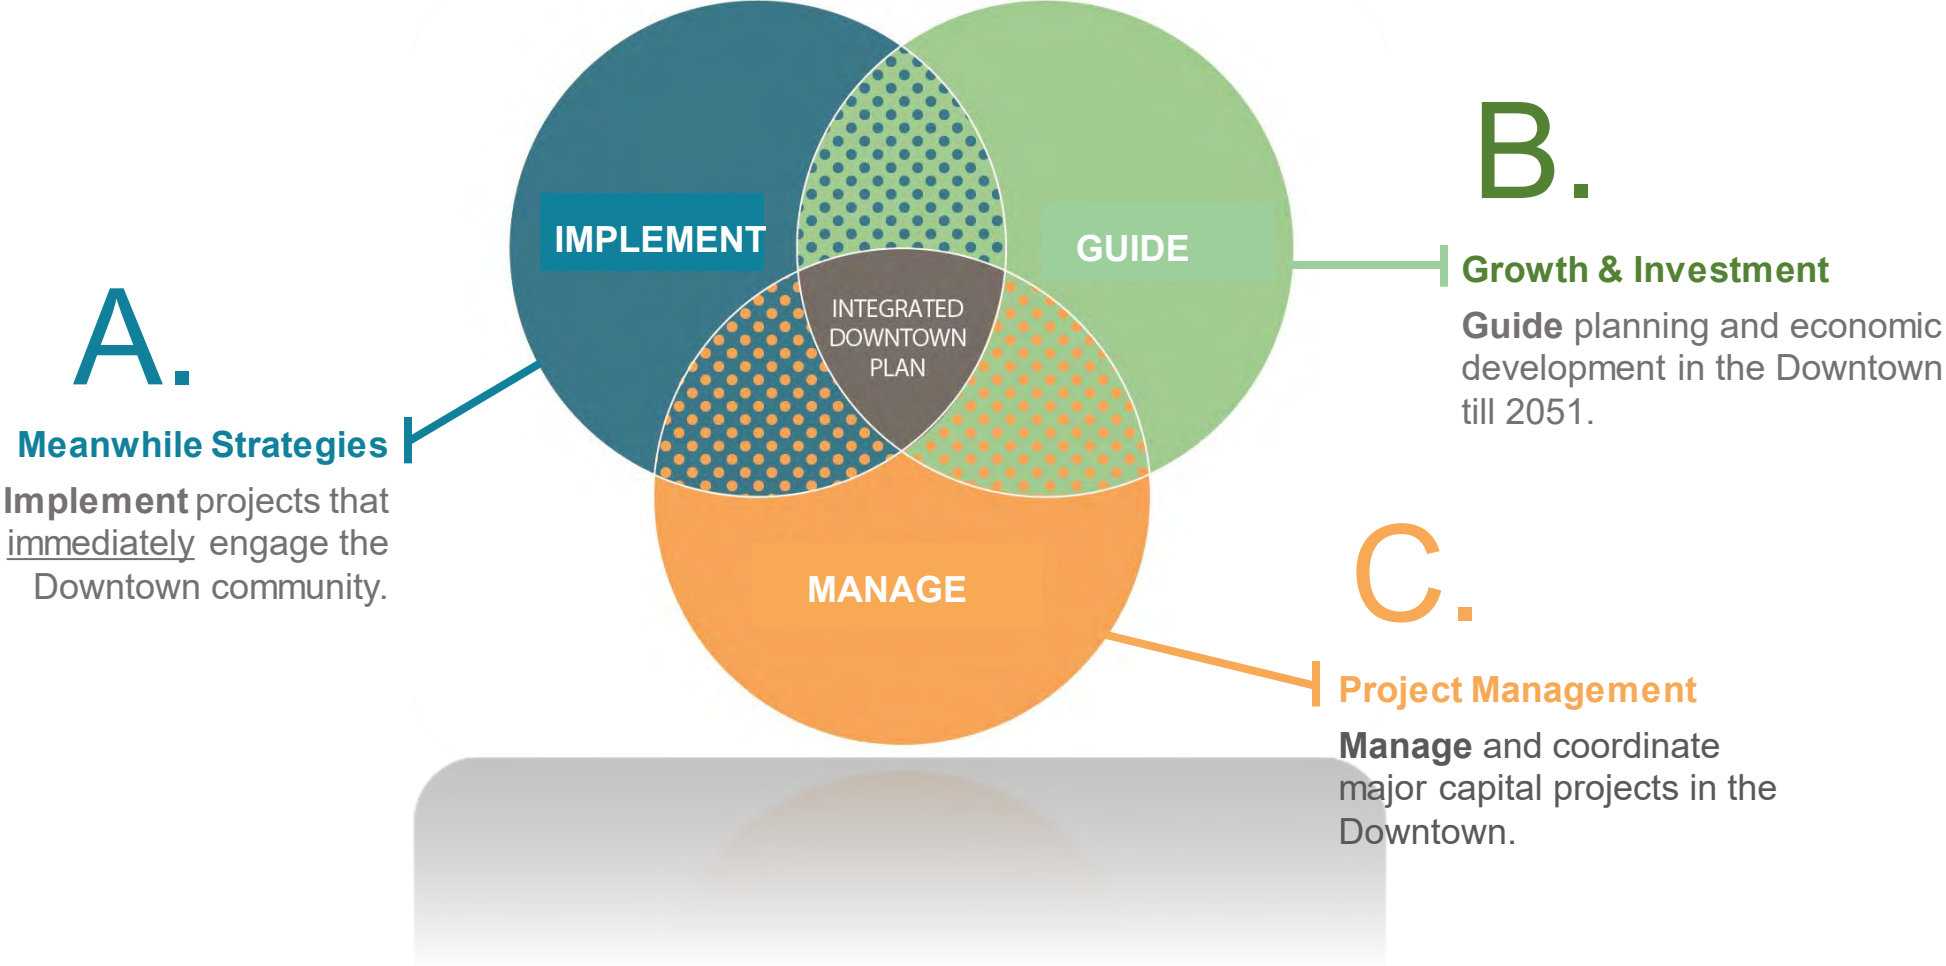 IMPLEMENT
GUIDE
INTEGRATED
DOWNTOWN
PLAN
MANAGE
A.
Meanwhile Strategies
Implement projects that
immediately engage the
Downtown community.
B.
Growth & Investment
Guide planning and economic
development in the Downtown
till 2051.
C.
Project Management
Manage and coordinate
major capital projects in the
Downtown.